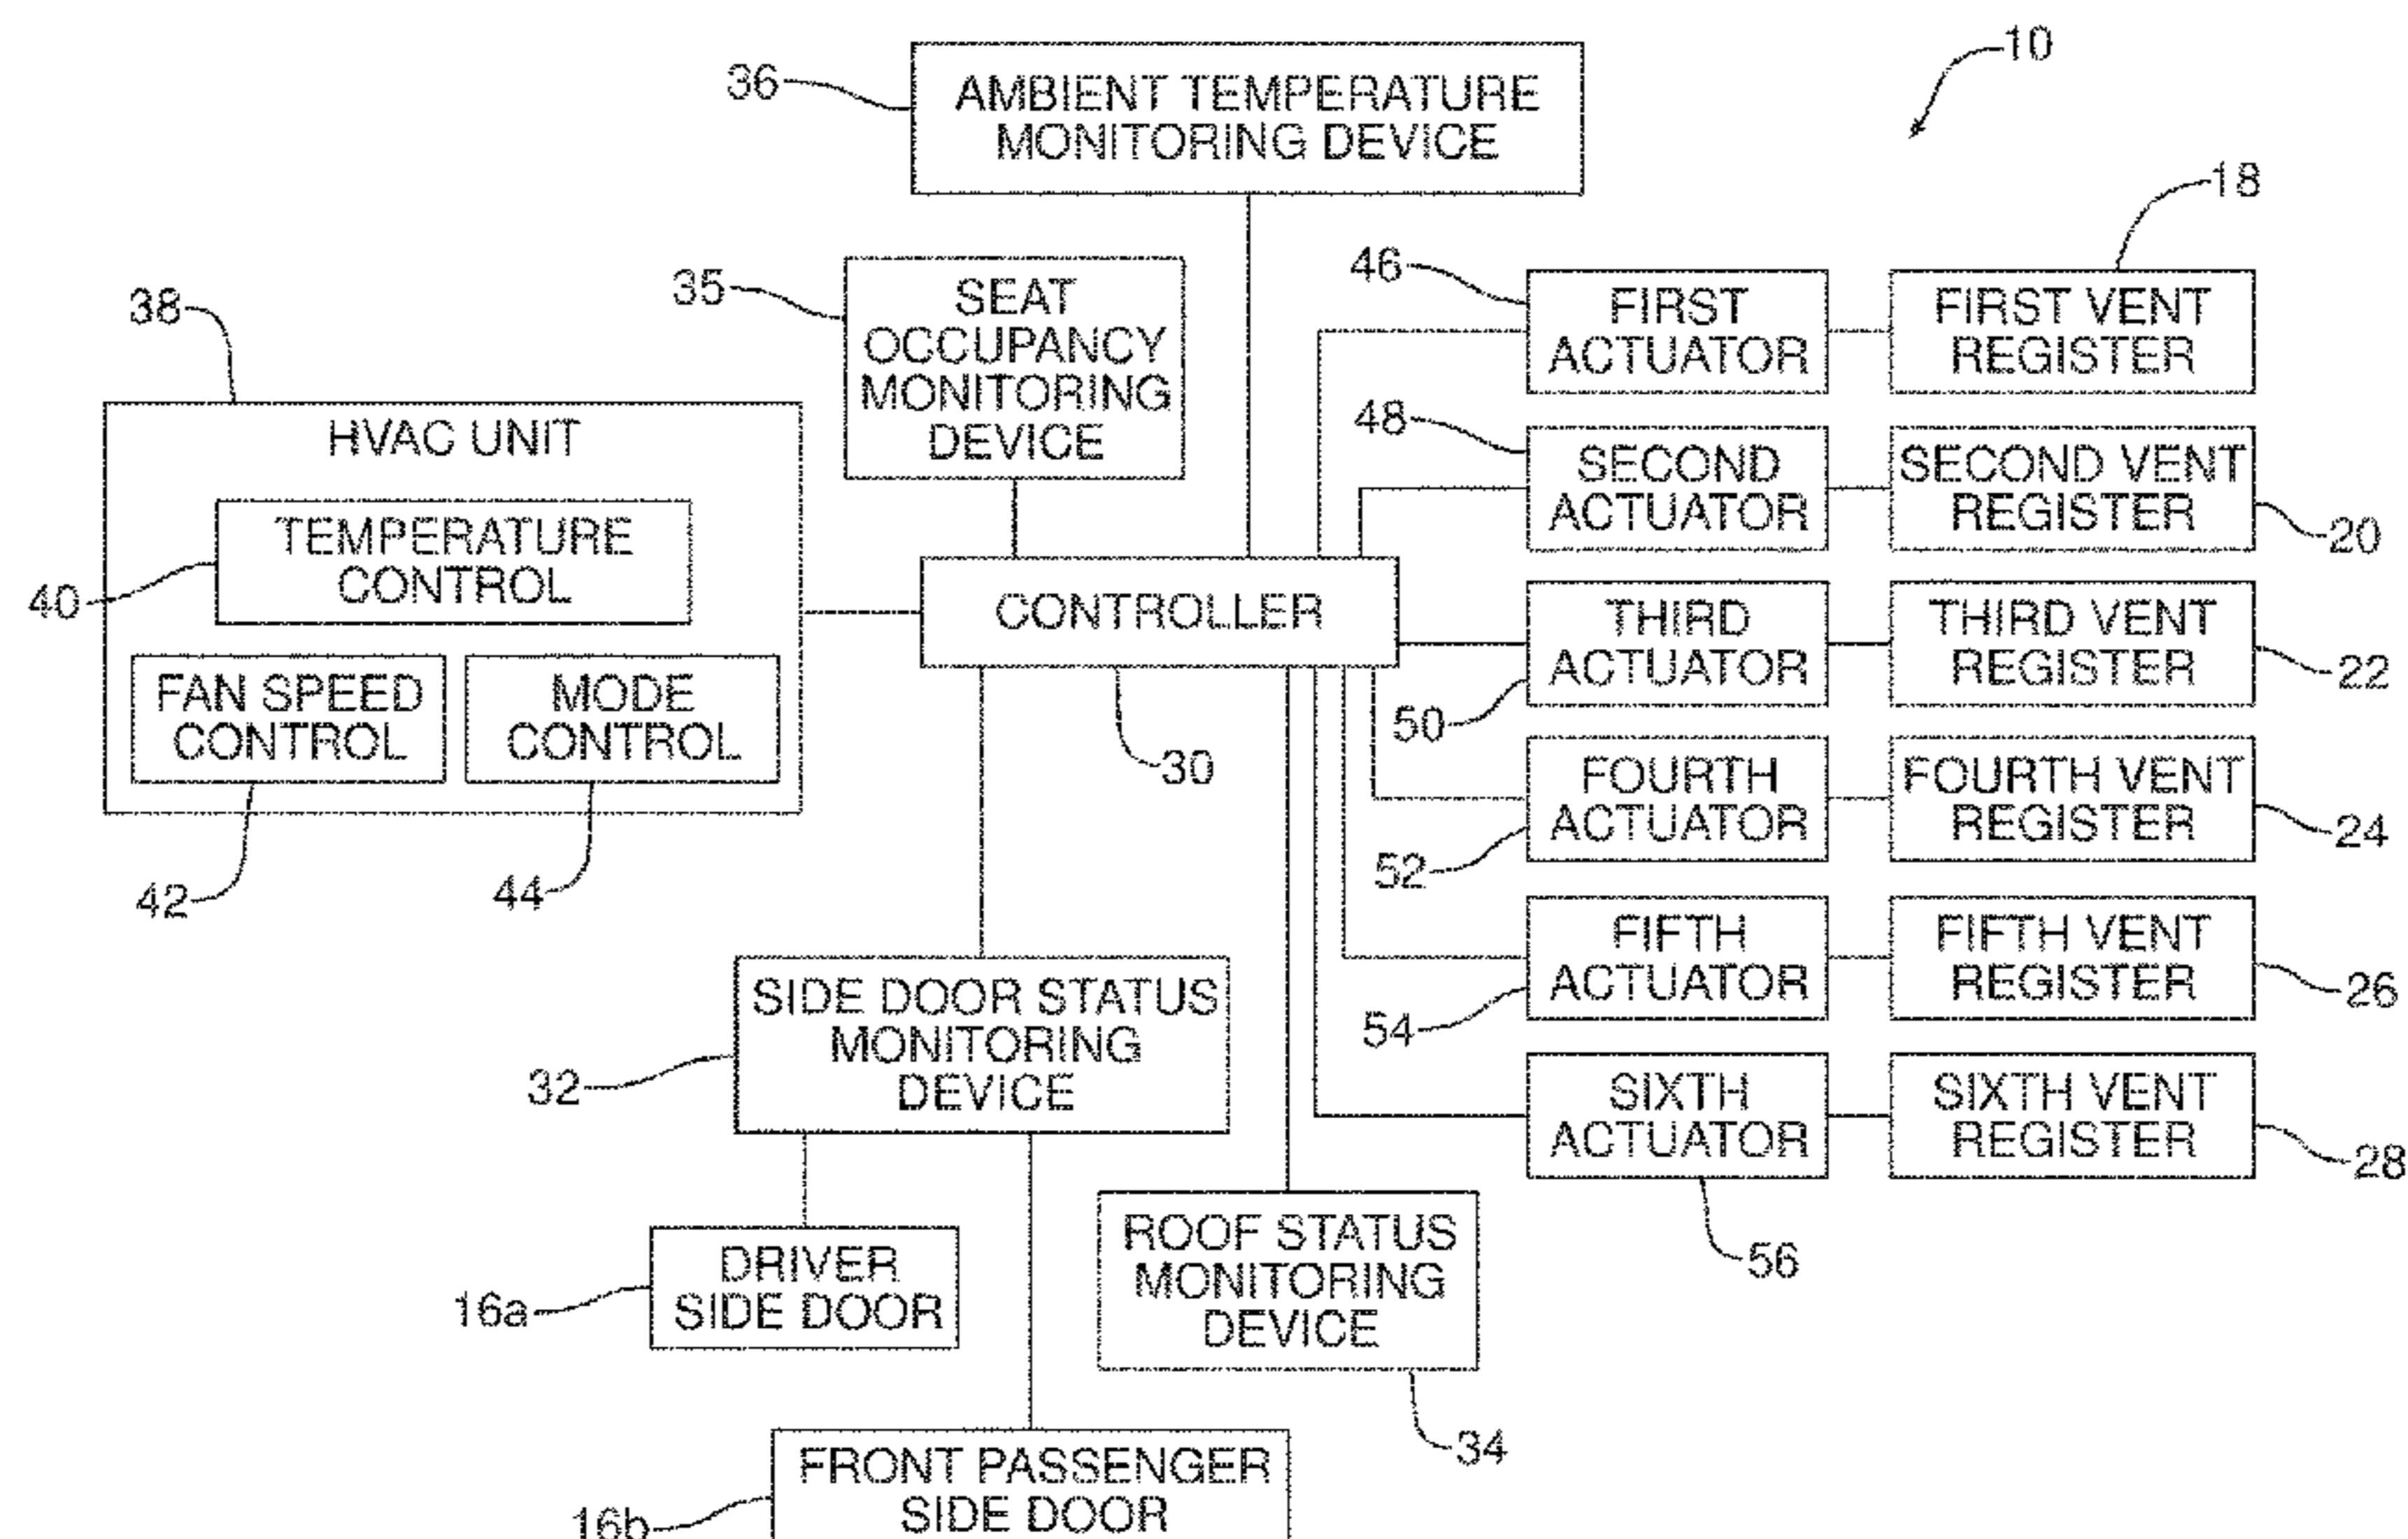 10
36
AMBIENT TEMPERATURE
MONITORING DEVICE
18
35
SEAT
OCCUPANCY
MONITORING
DEVICE
46
FIRST
ACTUATOR
FIRST VENT
REGISTER
38
HVAC UNIT
TEMPERATURE
CONTROL
40
FAN SPEED
CONTROL
MODE
CONTROL
42
44
48
SECOND
ACTUATOR
SECOND VENT
REGISTER
20
CONTROLLER
30
THIRD
ACTUATOR
THIRD VENT
REGISTER
22
50
FOURTH
ACTUATOR
FOURTH VENT
REGISTER
24
52
FIFTH
ACTUATOR
FIFTH VENT
REGISTER
26
54
SIXTH
ACTUATOR
SIXTH VENT
REGISTER
28
56
SIDE DOOR STATUS
MONITORING
DEVICE
32
DRIVER
SIDE DOOR
16a
ROOF STATUS
MONITORING
DEVICE
34
FRONT PASSENGER
SIDE DOOR
16b